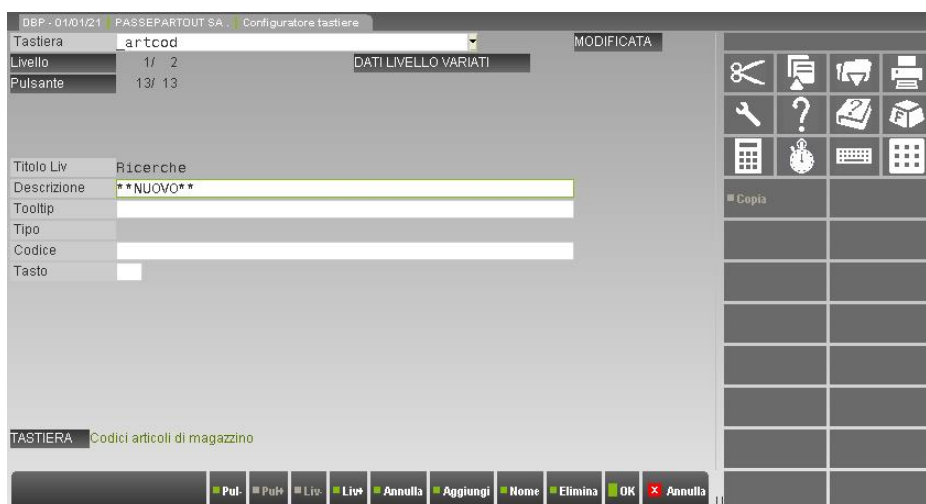 DBP - 01/01/21 PASSEPARTOUT SA . Configuratore tastiere
Tastiera _artcod MODIFICATA
Livello 1/ 2 DATI LIVELLO VARIATI
Pulsante 13/ 13
Titolo Liv Ricerche
Descrizione **NUOVO**
Tooltip
Tipo
Codice
Tasto
Copia
TASTIERA Codici articoli di magazzino
Pul- Pul+ Liv- Liv+ Annulla Aggiungi Nome Elimina OK X Annulla